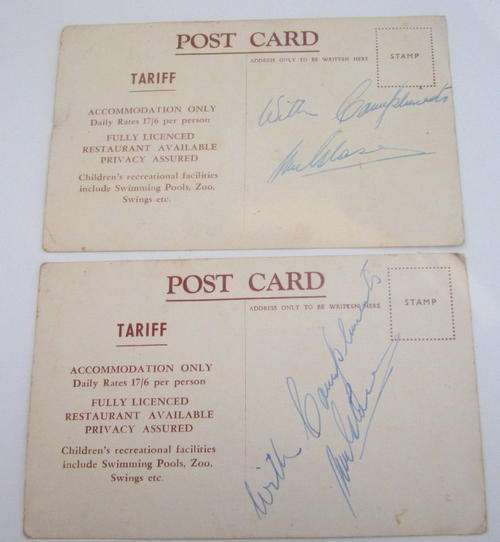 POST CARD
ADDRESS ONLY TO BE WRITTEN HERE
STAMP
TARIFF
ACCOMMODATION ONLY
Daily Rates 17/6 per person
FULLY LICENCED
RESTAURANT AVAILABLE
PRIVACY ASSURED
Children's recreational facilities
include Swimming Pools, Zoo,
Swings etc.
With Compliments
POST CARD
ADDRESS ONLY TO BE WRITTEN HERE
STAMP
TARIFF
ACCOMMODATION ONLY
Daily Rates 17/6 per person
FULLY LICENCED
RESTAURANT AVAILABLE
PRIVACY ASSURED
Children's recreational facilities
include Swimming Pools, Zoo,
Swings etc.
With Compliments